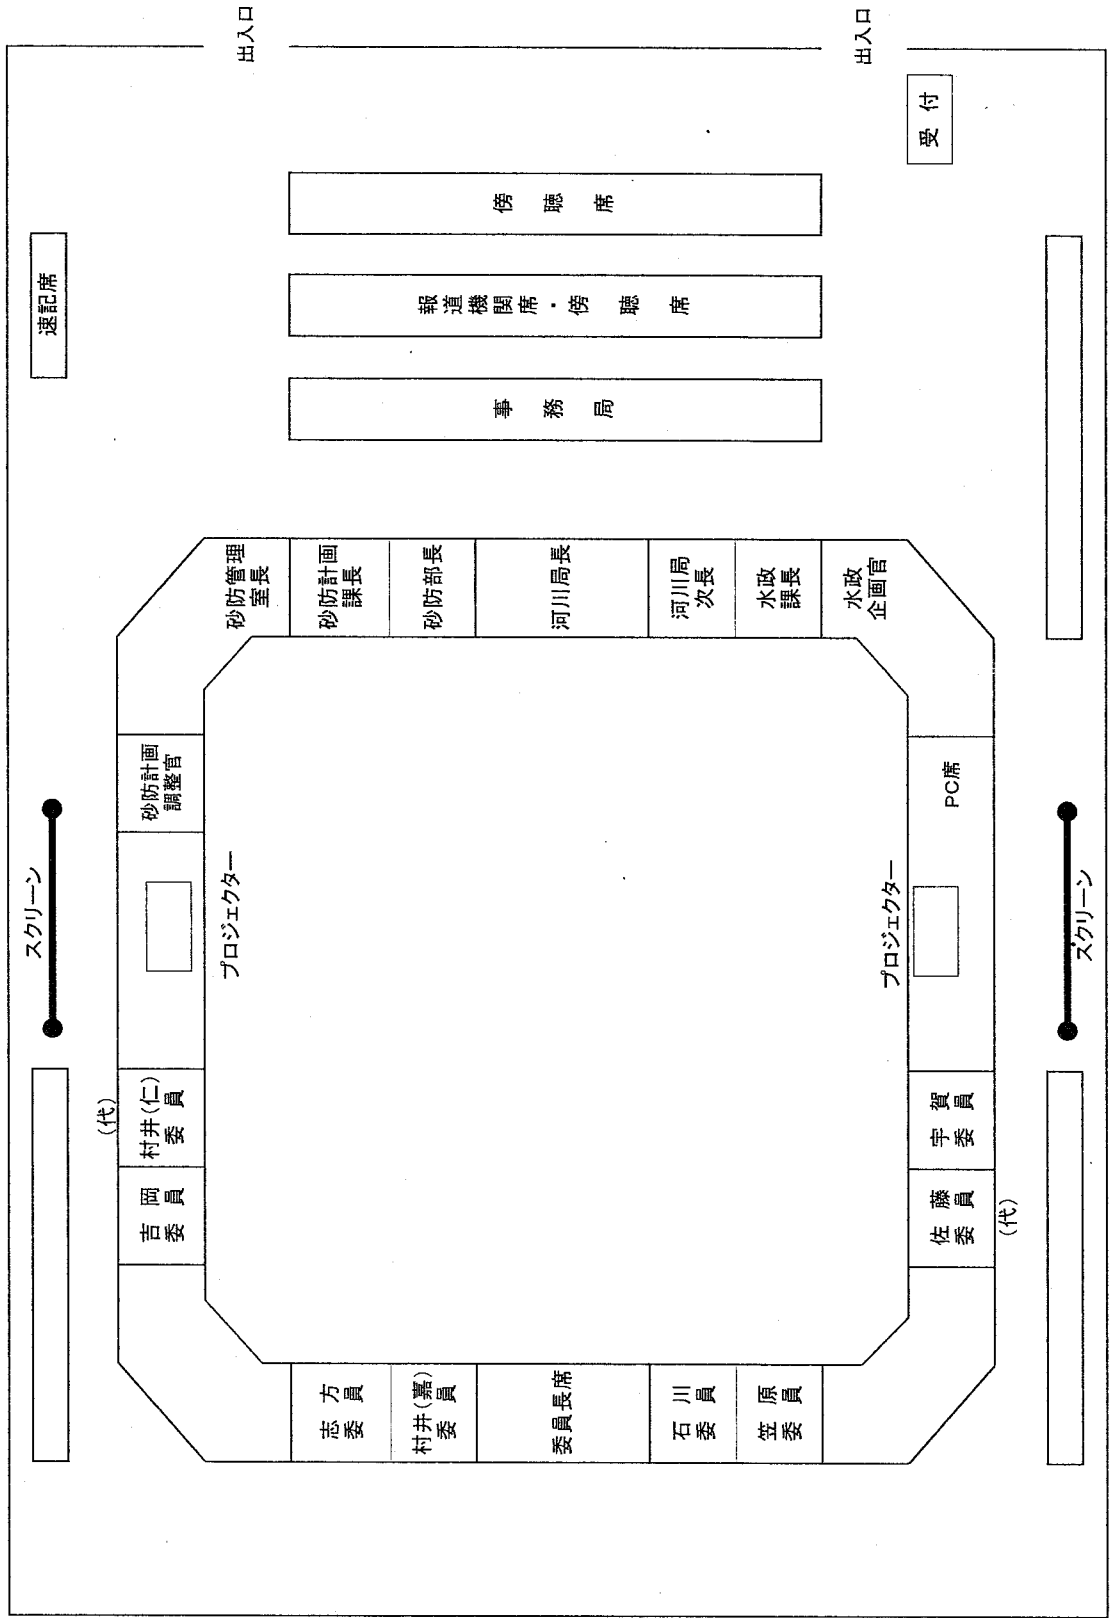 スクリーン
速記席
(代)
吉岡
委員
村井(仁)
委員
砂防計画
調整官
プロジェクター
出入口
志方
委員
村井(嘉)
委員
委員長席
石川
委員
笠原
委員
砂防管理
室長
砂防計画
課長
砂防部長
河川局長
河川局
次長
水政
課長
水政
企画官
事務局
報道機関席・傍聴席
傍聴席
プロジェクター
佐藤
委員
宇賀
委員
PC席
(代)
受付
出入口
スクリーン